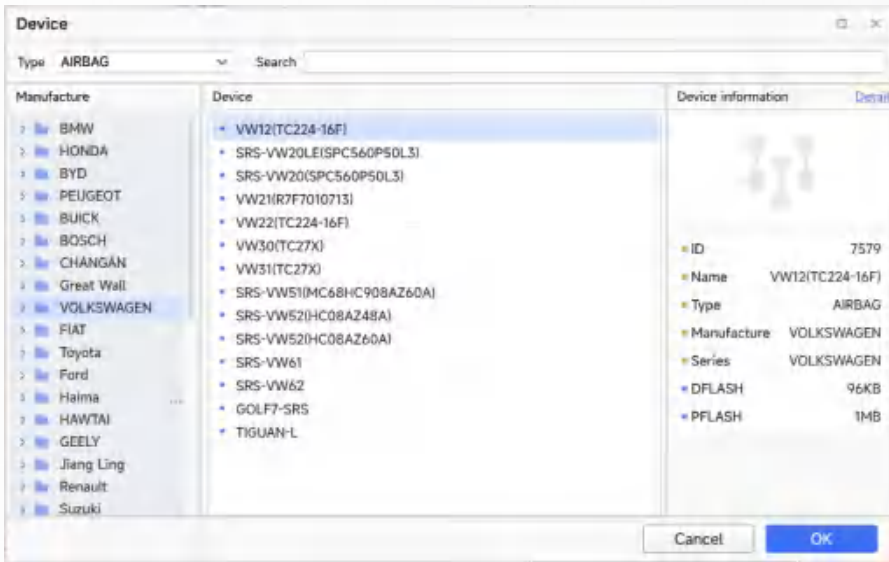 Device
Type AIRBAG Search
Manufacture
BMW
HONDA
BYD
PEUGEOT
BUICK
BOSCH
CHANGAN
Great Wall
VOLKSWAGEN
FIAT
Toyota
Ford
Haima
...
HAWTAI
GEELY
Jiang Ling
Renault
Suzuki
Device
VW12(TC224-16F)
SRS-VW20LE(SPC560P50L3)
SRS-VW20(SPC560P50L3)
VW21(R7F7010713)
VW22(TC224-16F)
VW30(TC27X)
VW31(TC27X)
SRS-VW51(MC68HC908AZ60A)
SRS-VW52(HC08AZ48A)
SRS-VW52(HC08AZ60A)
SRS-VW61
SRS-VW62
GOLF7-SRS
TIGUAN-L
Device information Detail
ID 7579
Name VW12(TC224-16F)
Type AIRBAG
Manufacture VOLKSWAGEN
Series VOLKSWAGEN
DFLASH 96KB
PFLASH 1MB
Cancel OK